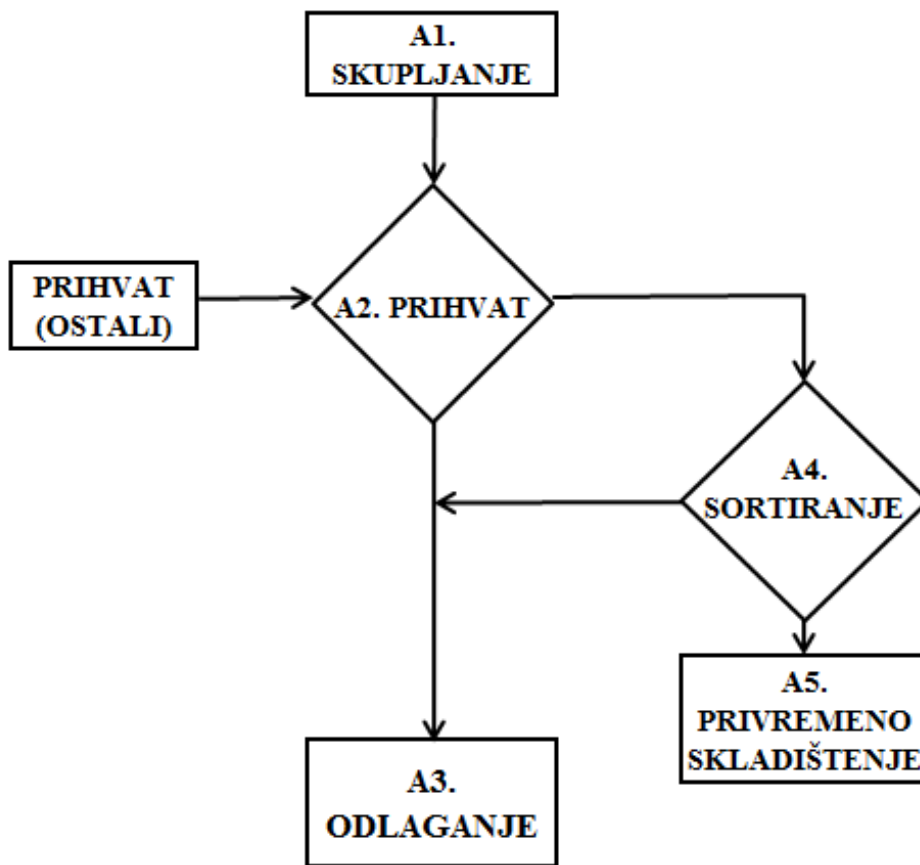 A1.
SKUPLJANJE
PRIHVAT
(OSTALI)
A2. PRIHVAT
A4.
SORTIRANJE
A5.
PRIVREMENO
SKLADIŠTENJE
A3.
ODLAGANJE